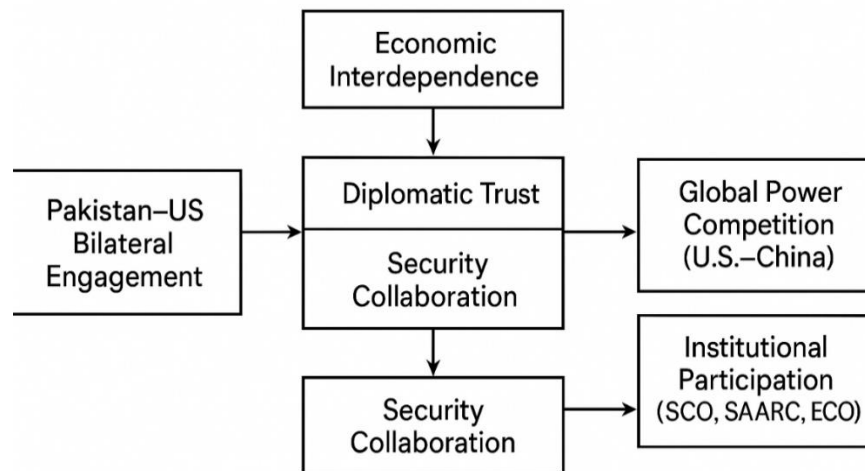 Economic
Interdependence
Pakistan–US
Bilateral
Engagement
Diplomatic Trust
Security
Collaboration
Global Power
Competition
(U.S.–China)
Security
Collaboration
Institutional
Participation
(SCO, SAARC, ECO)